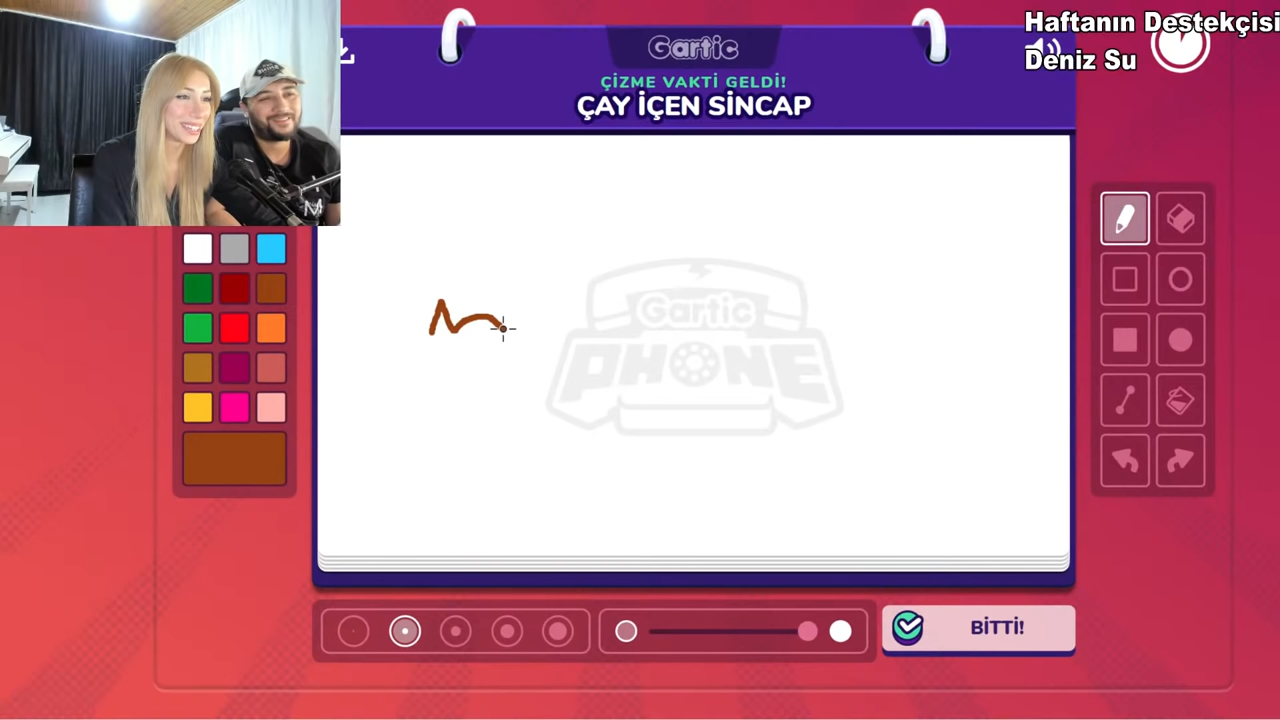 Haftanın Destekçisi
Deniz Su
Gartic
ÇİZME VAKTİ GELDİ!
ÇAY İÇEN SİNCAP
Gartic
PHONE
BİTTİ!